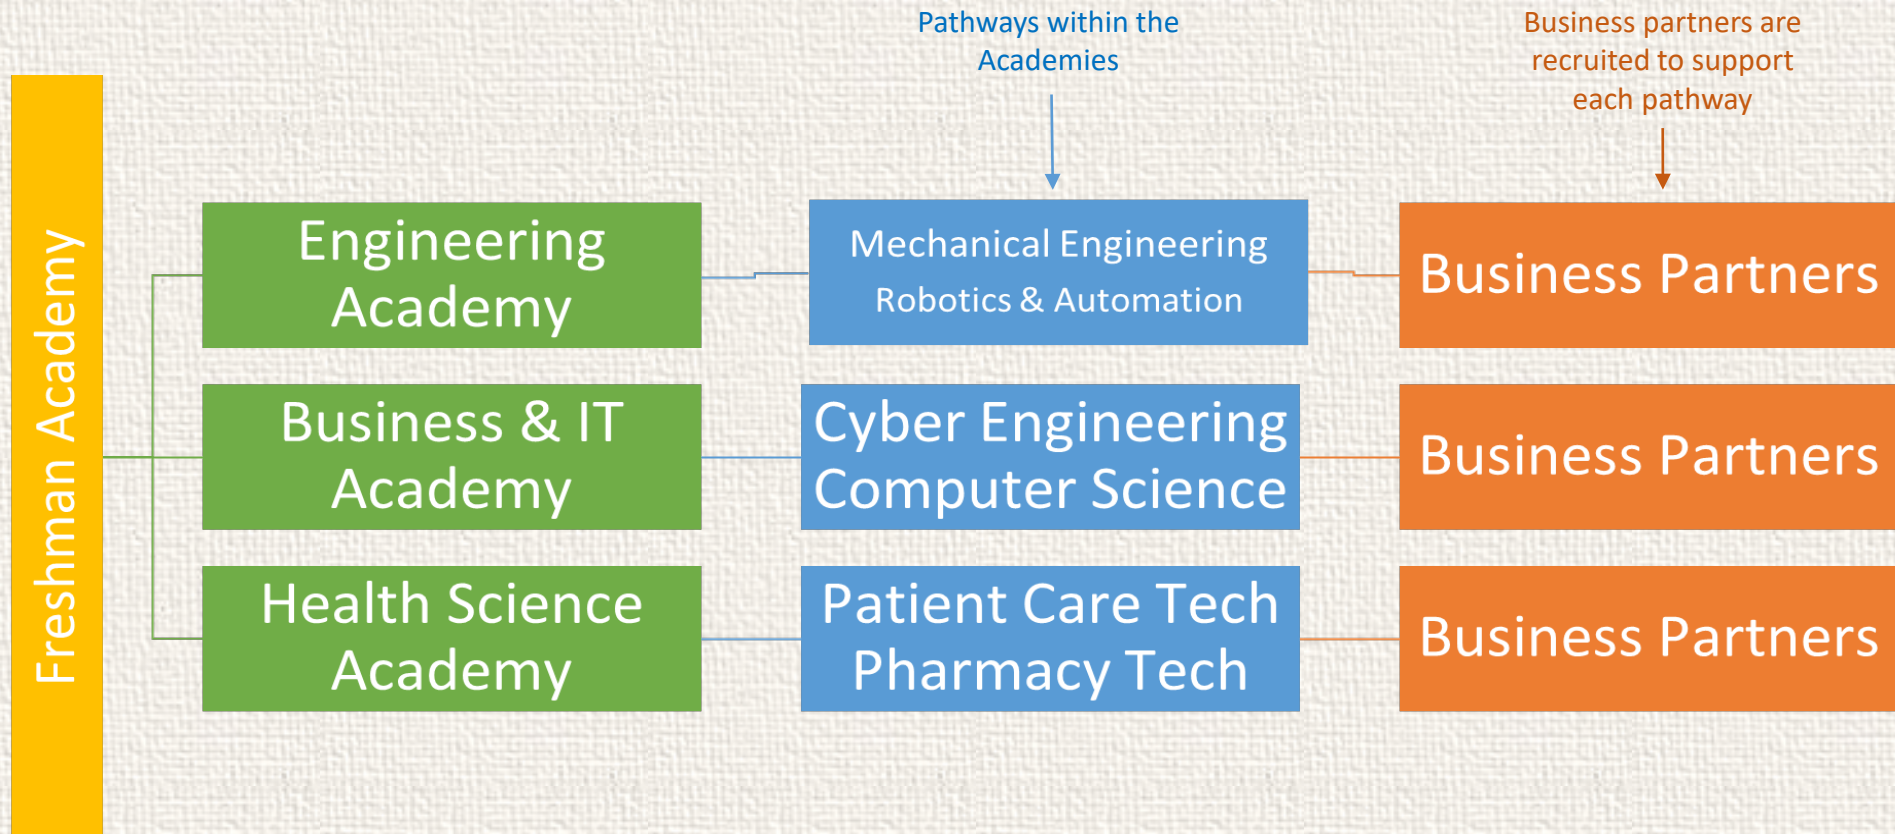 Pathways within the
Academies
Business partners are
recruited to support
each pathway
Freshman Academy
Engineering
Academy
Mechanical Engineering
Robotics & Automation
Business Partners
Business & IT
Academy
Cyber Engineering
Computer Science
Business Partners
Health Science
Academy
Patient Care Tech
Pharmacy Tech
Business Partners